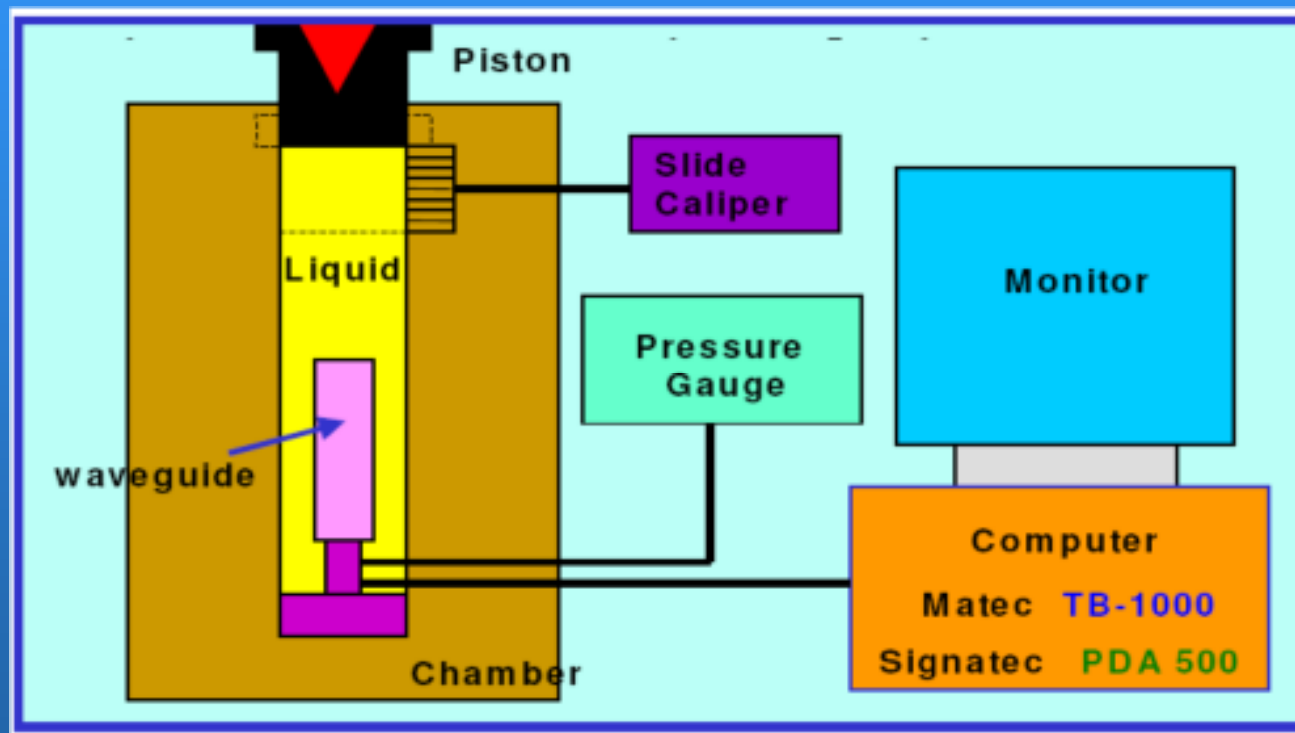 Piston
Slide
Caliper
Liquid
Monitor
Pressure
Gauge
waveguide
Computer
Matec TB-1000
Signatec PDA 500
Chamber